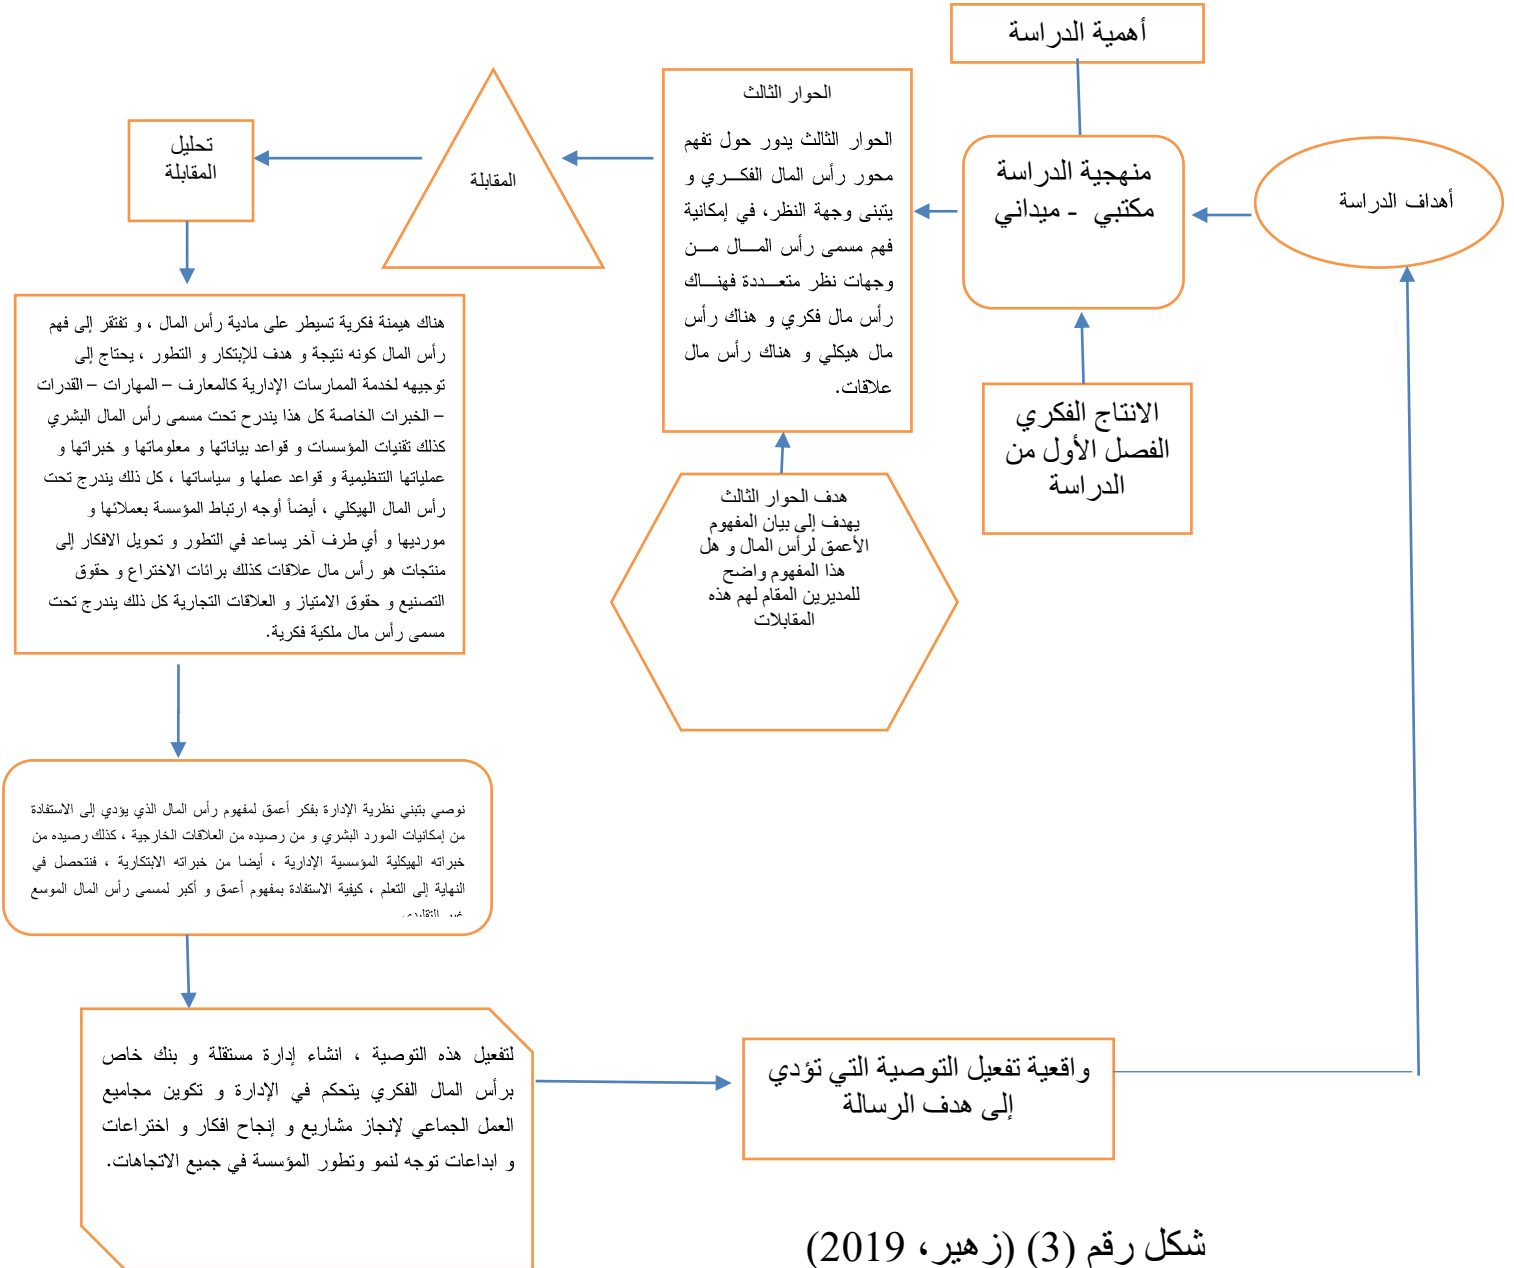 أهمية الدراسة
أهداف الدراسة
منهجية الدراسة
مكتبي - ميداني
الانتاج الفكري
الفصل الأول من
الدراسة
الحوار الثالث
الحوار الثالث يدور حول تفهم
محور رأس المال الفكري و
يتبنى وجهة النظر، في إمكانية
فهم مسمى رأس المال من
وجهات نظر متعددة فهناك
رأس مال فكري و هناك رأس
مال هيكلي و هناك رأس مال
علاقات.
هدف الحوار الثالث
يهدف إلى بيان المفهوم
الأعمق لرأس المال و هل
هذا المفهوم واضح
للمديرين المقام لهم هذه
المقابلات
المقابلة
تحليل
المقابلة
هناك هيمنة فكرية تسيطر على مادية رأس المال ، و تفتقر إلى فهم
رأس المال كونه نتيجة و هدف للإبتكار و التطور ، يحتاج إلى
توجيهه لخدمة الممارسات الإدارية كالمعارف – المهارات – القدرات
– الخبرات الخاصة كل هذا يندرح تحت مسمى رأس المال البشري
كذلك تقنيات المؤسسات و قواعد بياناتها و معلوماتها و خبراتها و
عملياتها التنظيمية و قواعد عملها و سياساتها ، كل ذلك يندرج تحت
رأس المال الهيكلي ، أيضاً أوجه ارتباط المؤسسة بعملائها و
مورديها و أي طرف آخر يساعد في التطور و تحويل الافكار إلى
منتجات هو رأس مال علاقات كذلك برائات الاختراع و حقوق
التصنيع و حقوق الامتياز و العلاقات التجارية كل ذلك يندرج تحت
مسمى رأس مال ملكية فكرية.
نوصي بتبني نظرية الإدارة بفكر أعمق لمفهوم رأس المال الذي يؤدي إلى الاستفادة
من إمكانيات المورد البشري و من رصيده من العلاقات الخارجية ، كذلك رصيده من
خبراته الهيكلية المؤسسية الإدارية ، أيضا من خبراته الابتكارية ، فنتحصل في
النهاية إلى التعلم ، كيفية الاستفادة بمفهوم أعمق و أكبر لمسمى رأس المال الموسع
غير التقليدي
لتفعيل هذه التوصية ، انشاء إدارة مستقلة و بنك خاص
برأس المال الفكري يتحكم في الإدارة و تكوين مجاميع
العمل الجماعي لإنجاز مشاريع و إنجاح افكار و اختراعات
و ابداعات توجه لنمو وتطور المؤسسة في جميع الاتجاهات.
واقعية تفعيل التوصية التي تؤدي
إلى هدف الرسالة
شكل رقم (3) (زهير، 2019)